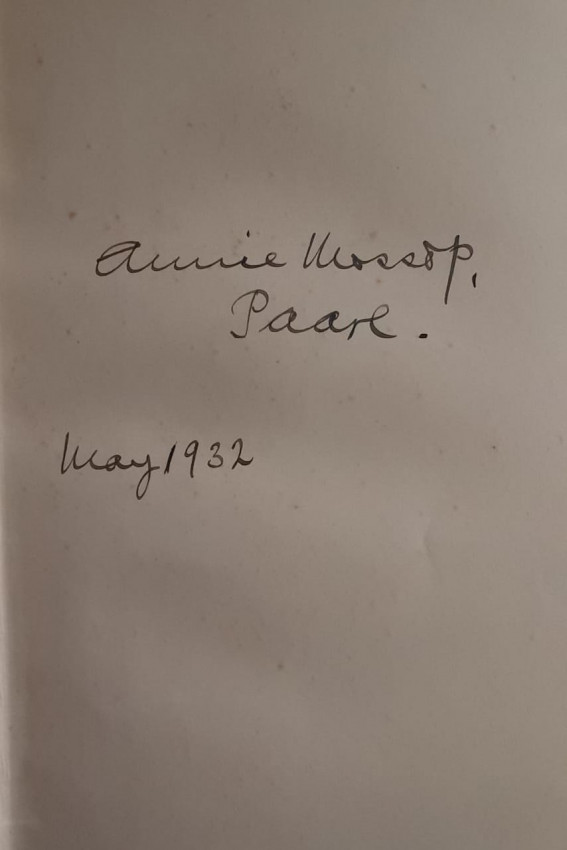 Annie Mossop,
Paarl.
May 1932